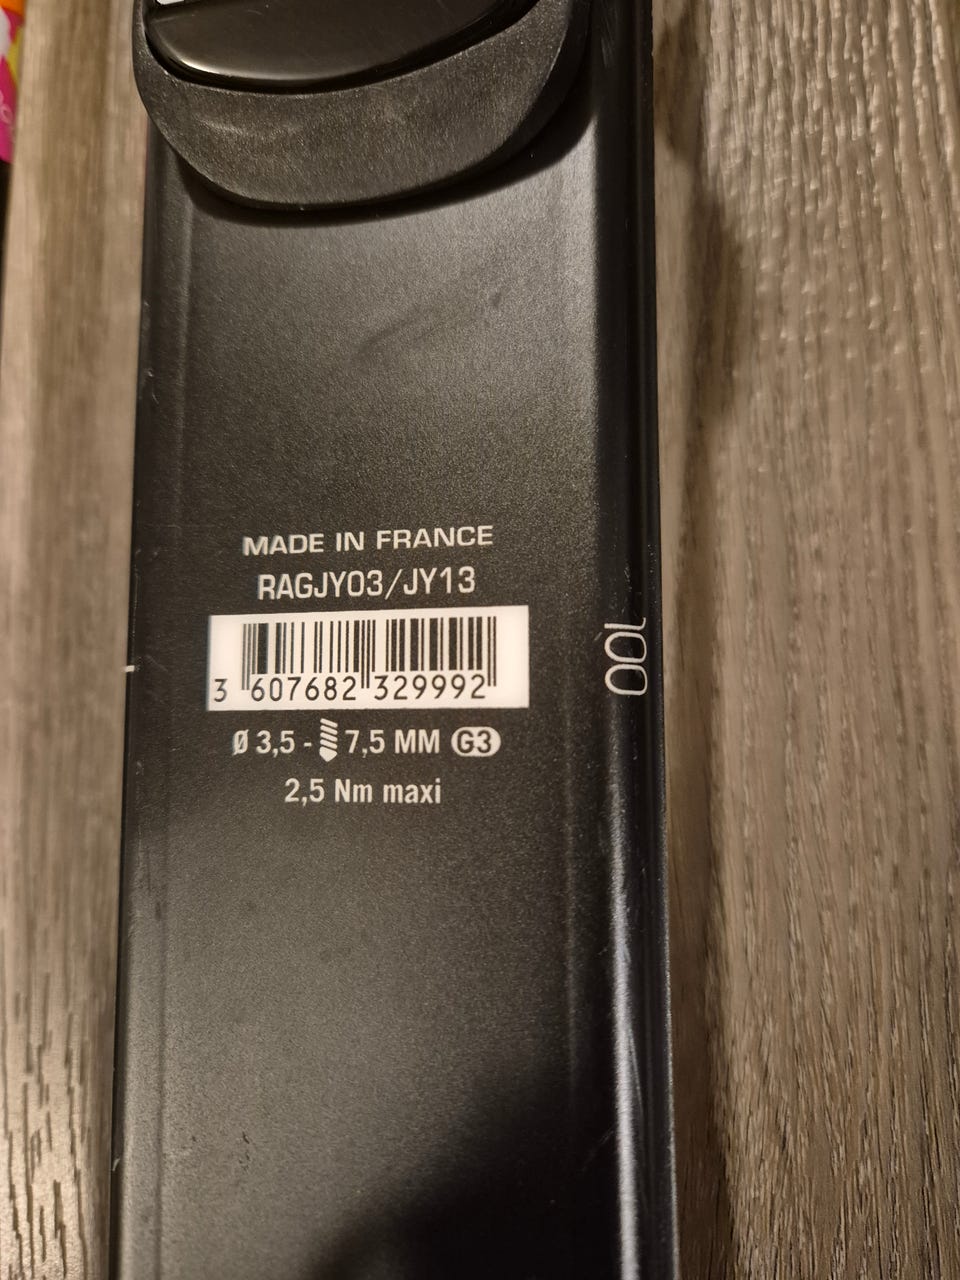 MADE IN FRANCE
RAGJY03/JY13
3 607682 329992
Ø 3,5 - 7,5 MM G3
2,5 Nm maxi
100